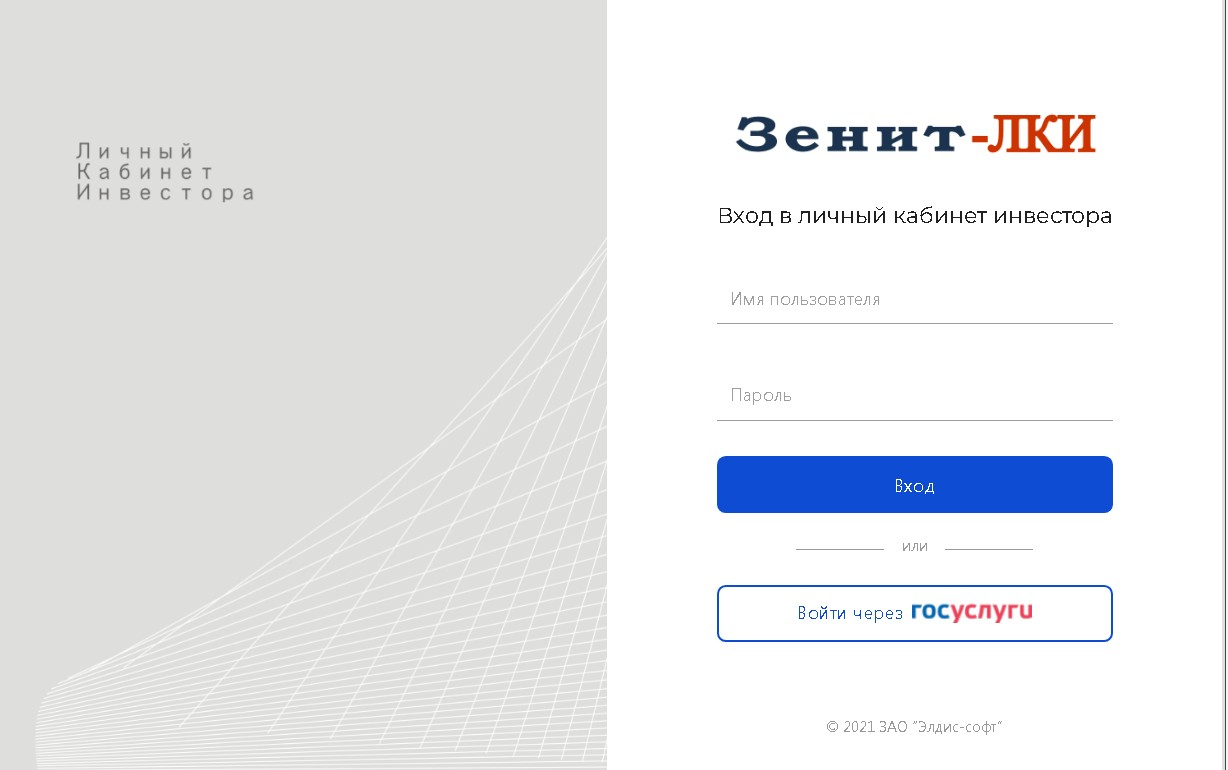 Личный
Кабинет
Инвестора
Зенит-ЛКИ
Вход в личный кабинет инвестора
Имя пользователя
Пароль
Вход
или
Войти через госуслуги
© 2021 ЗАО "Элдис-софт"